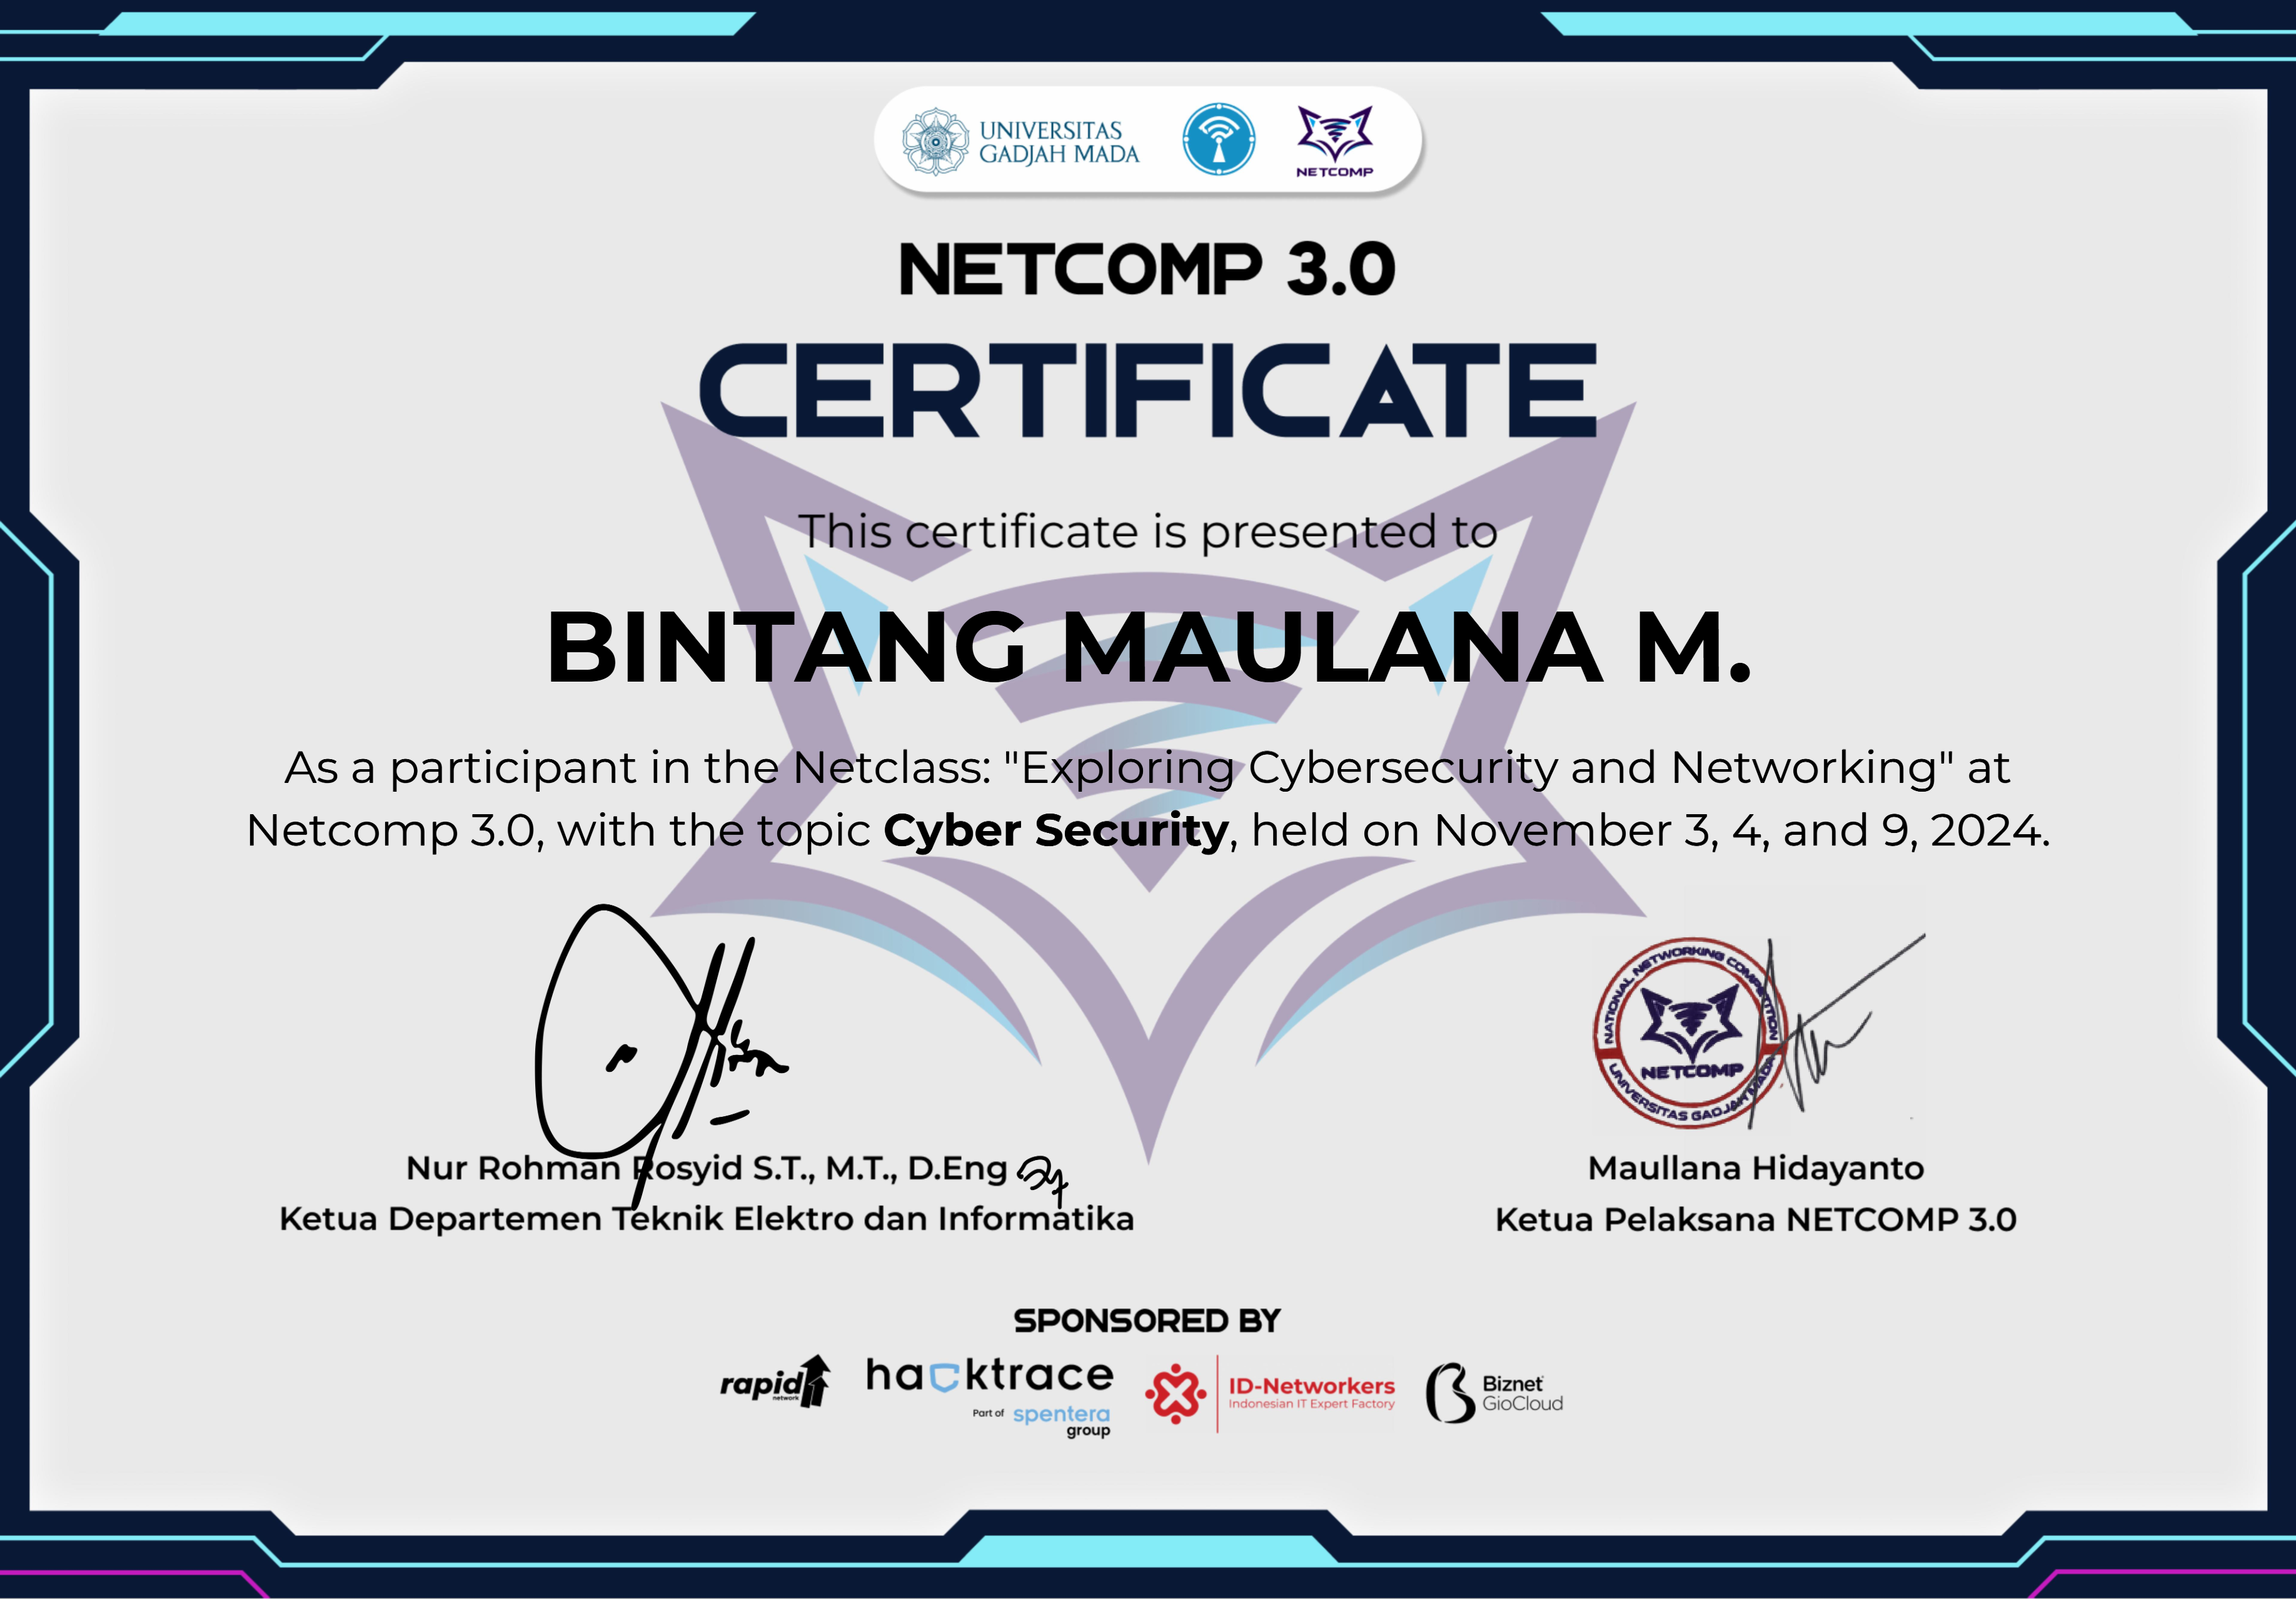 UNIVERSITAS
GADJAH MADA
NETCOMP
NETCOMP 3.0
CERTIFICATE
This certificate is presented to
BINTANG MAULANA M.
As a participant in the Netclass: "Exploring Cybersecurity and Networking" at
Netcomp 3.0, with the topic Cyber Security, held on November 3, 4, and 9, 2024.
NATIONAL NETWORKING COMPETITION
NETCOMP
UNIVERSITAS GADJAH MADA
Nur Rohman Rosyid S.T., M.T., D.Eng
Ketua Departemen Teknik Elektro dan Informatika
Maullana Hidayanto
Ketua Pelaksana NETCOMP 3.0
SPONSORED BY
rapid
network
hacktrace
Part of spentera
group
ID-Networkers
Indonesian IT Expert Factory
Biznet
GioCloud